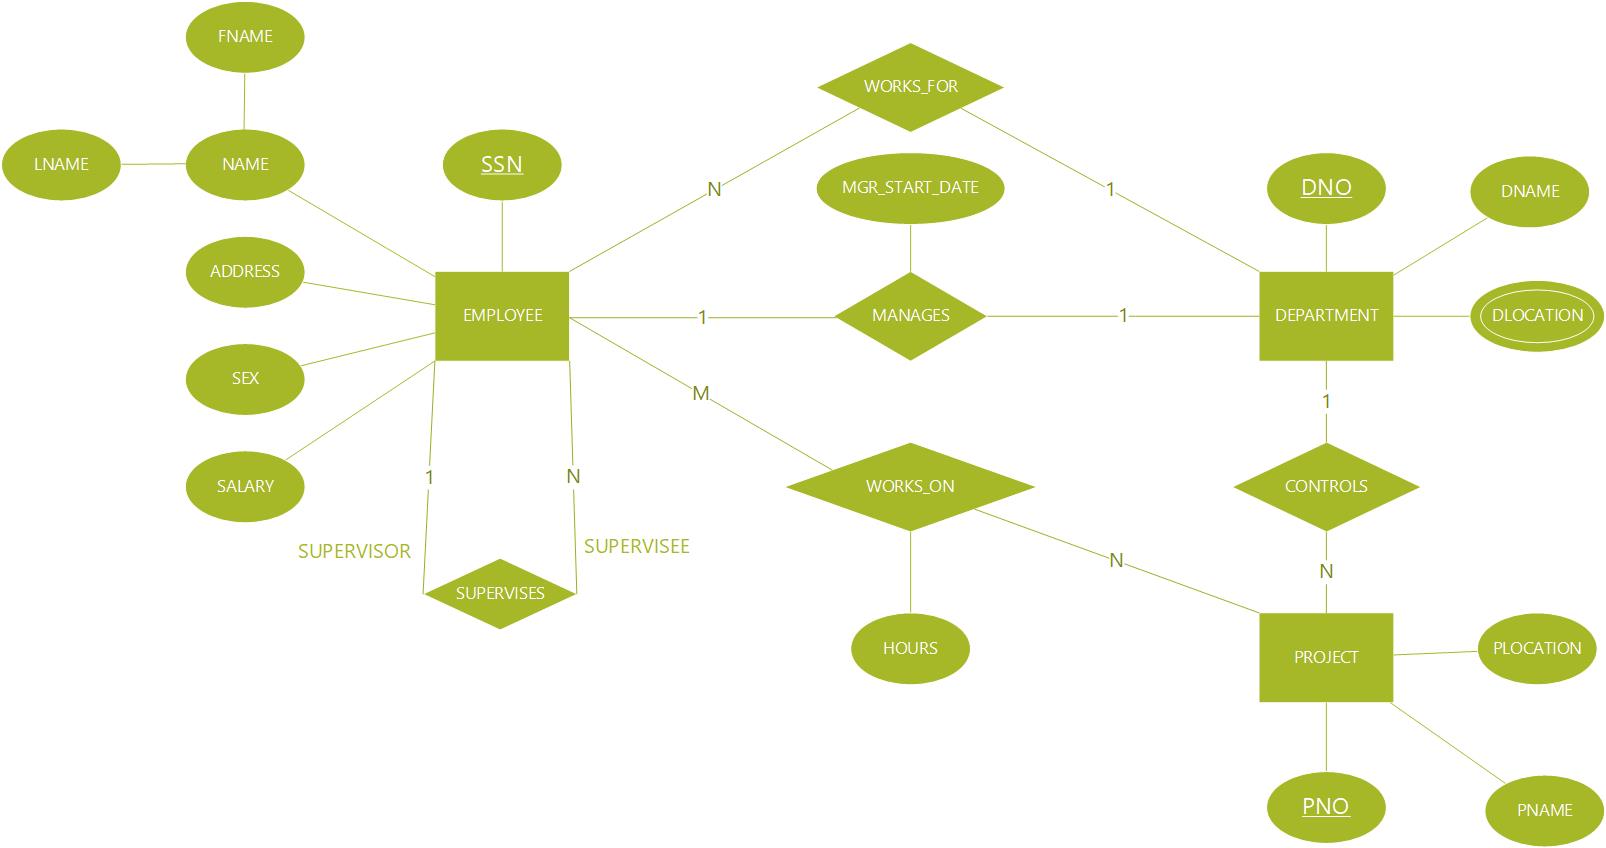 FNAME
WORKS_FOR
LNAME
NAME
SSN
N
MGR_START_DATE
1
DNO
DNAME
ADDRESS
EMPLOYEE
1
MANAGES
1
DEPARTMENT
DLOCATION
SEX
M
1
SALARY
1
N
WORKS_ON
CONTROLS
SUPERVISOR
SUPERVISEE
N
N
SUPERVISES
HOURS
PROJECT
PLOCATION
PNO
PNAME